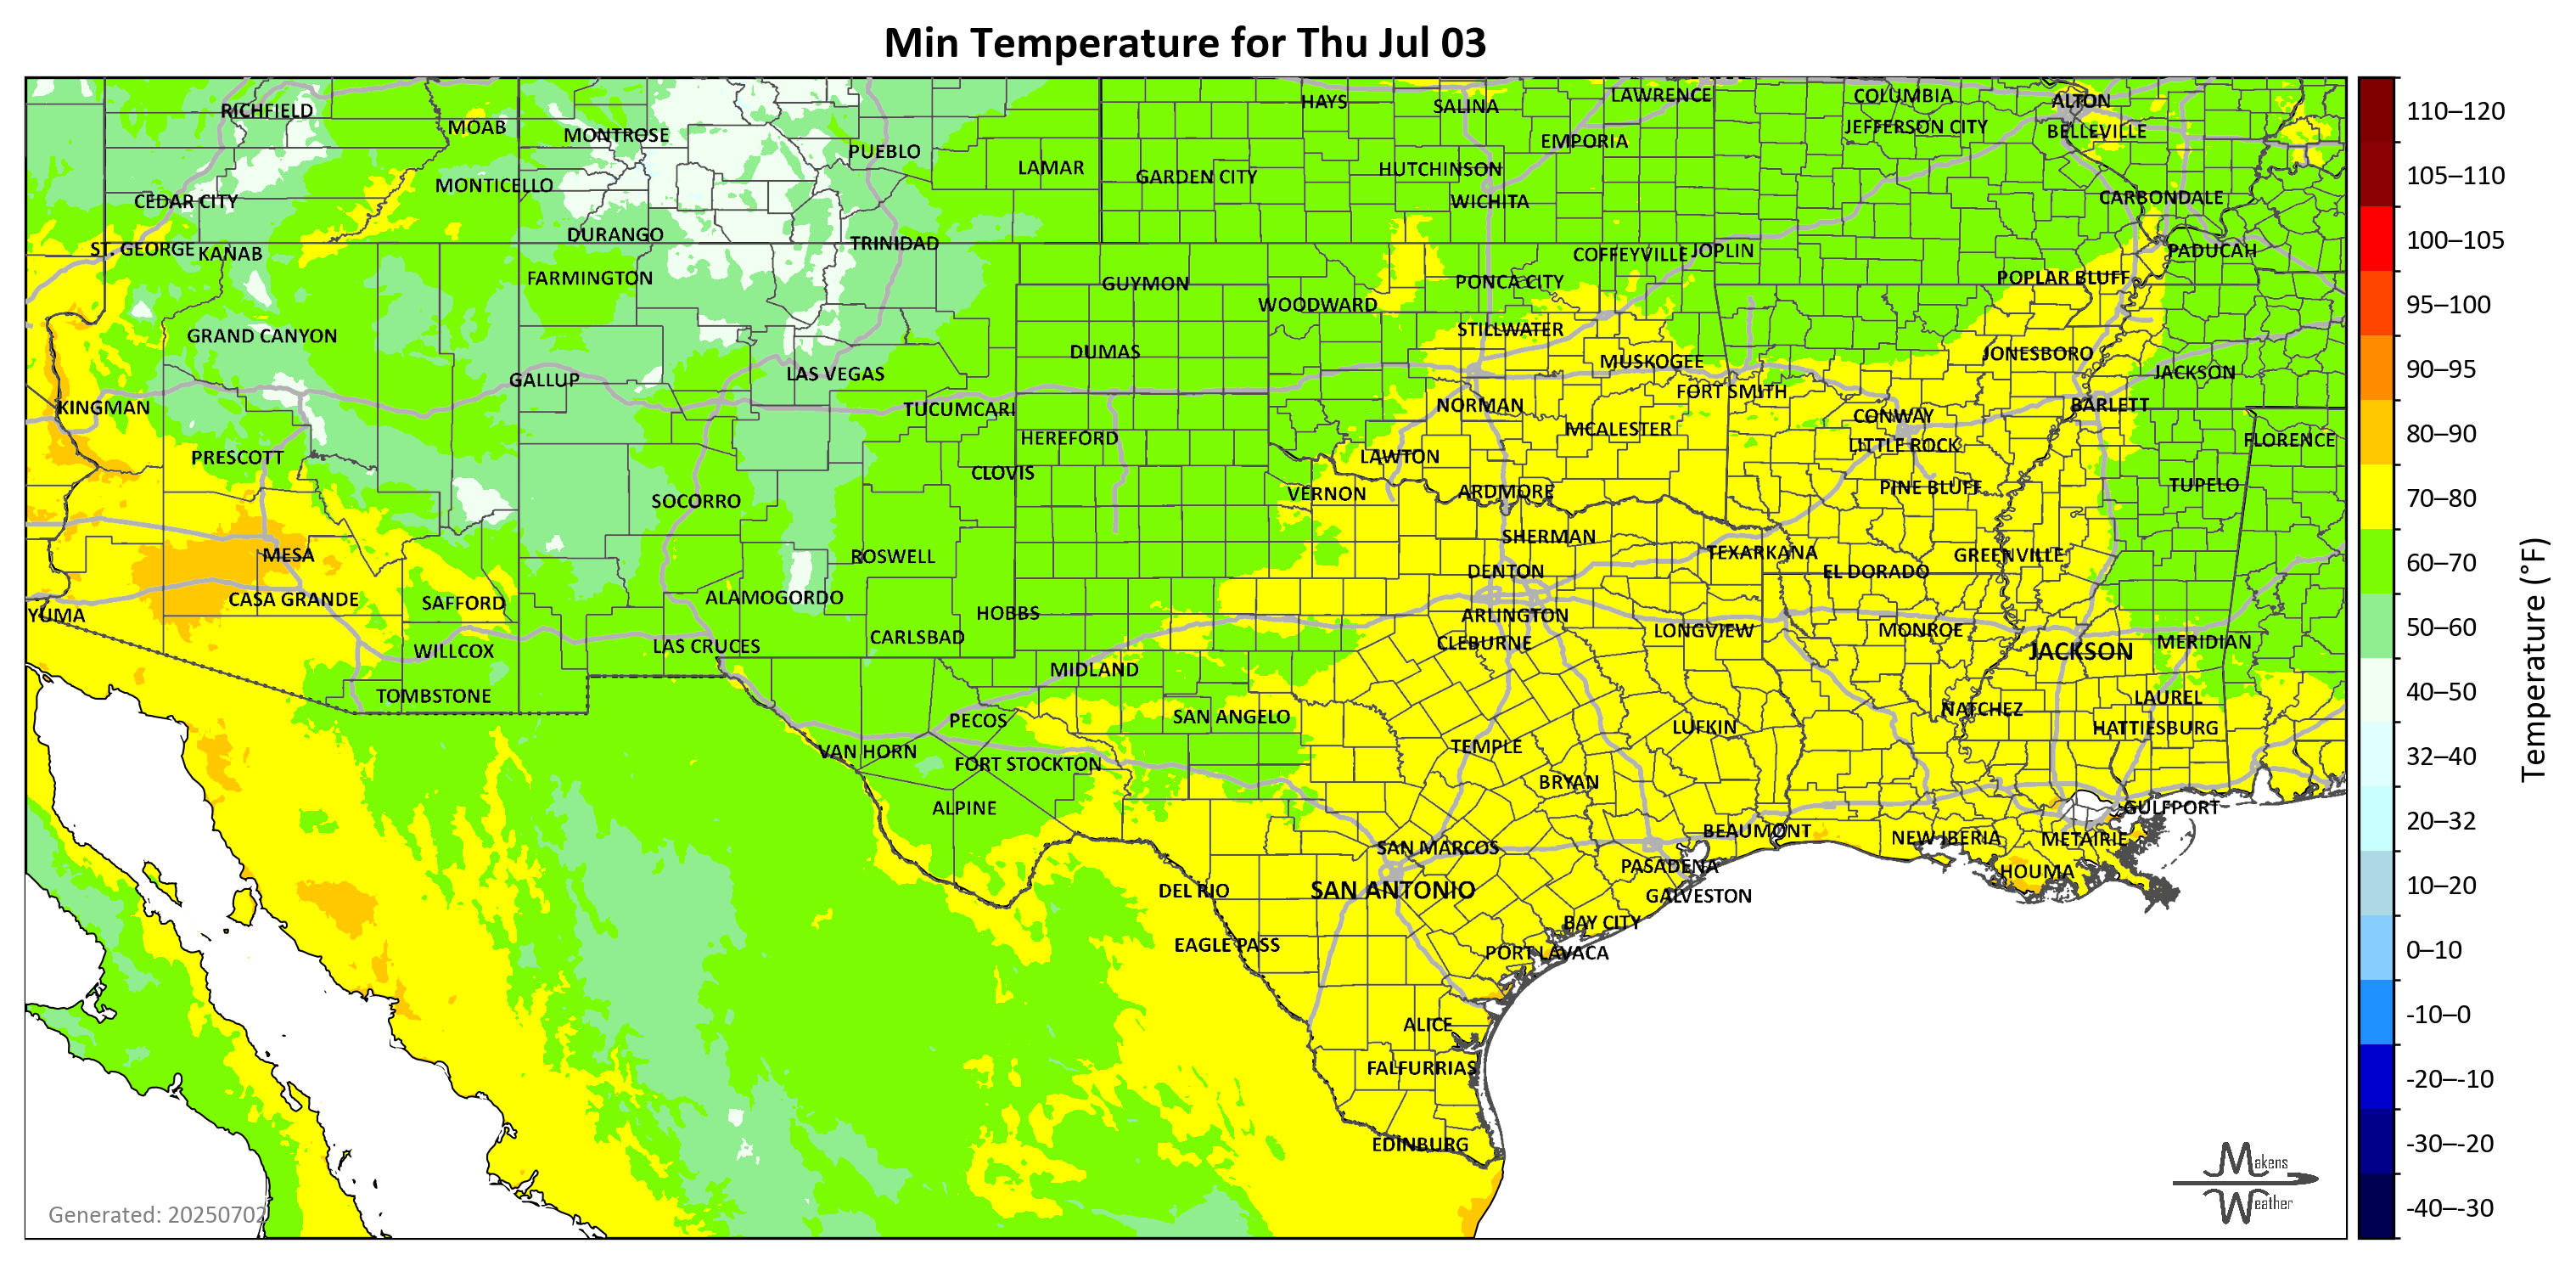 Min Temperature for Thu Jul 03
RICHFIELD
MOAB
MONTROSE
PUEBLO
LAMAR
HAYS
SALINA
LAWRENCE
COLUMBIA
ALTON
GARDEN CITY
HUTCHINSON
EMPORIA
JEFFERSON CITY
BELLEVILLE
CEDAR CITY
MONTICELLO
WICHITA
CARBONDALE
ST. GEORGE
KANAB
DURANGO
TRINIDAD
COFFEYVILLE
JOPLIN
PADUCAH
FARMINGTON
GUYMON
WOODWARD
PONCA CITY
POPLAR BLUFF
GRAND CANYON
DUMAS
STILLWATER
MUSKOGEE
JONESBORO
GALLUP
LAS VEGAS
FORT SMITH
JACKSON
KINGMAN
TUCUMCARI
NORMAN
CONWAY
BARLETT
PRESCOTT
HEREFORD
MCALESTER
LITTLE ROCK
FLORENCE
CLOVIS
LAWTON
SOCORRO
VERNON
ARDMORE
PINE BLUFF
TUPELO
MESA
ROSWELL
SHERMAN
TEXARKANA
GREENVILLE
DENTON
EL DORADO
CASA GRANDE
SAFFORD
ALAMOGORDO
HOBBS
ARLINGTON
YUMA
WILLCOX
LAS CRUCES
CARLSBAD
CLEBURNE
LONGVIEW
MONROE
JACKSON
MERIDIAN
MIDLAND
TOMBSTONE
PECOS
SAN ANGELO
LUFKIN
NATCHEZ
LAUREL
HATTIESBURG
VAN HORN
FORT STOCKTON
TEMPLE
BRYAN
ALPINE
GULFPORT
SAN MARCOS
BEAUMONT
NEW IBERIA
METAIRIE
DEL RIO
SAN ANTONIO
PASADENA
HOUMA
GALVESTON
EAGLE PASS
BAY CITY
PORT LAVACA
ALICE
FALFURRIAS
EDINBURG
Generated: 20250702
Makens
Weather
110–120
105–110
100–105
95–100
90–95
80–90
70–80
60–70
50–60
40–50
32–40
20–32
10–20
0–10
-10–0
-20–-10
-30–-20
-40–-30
Temperature (°F)